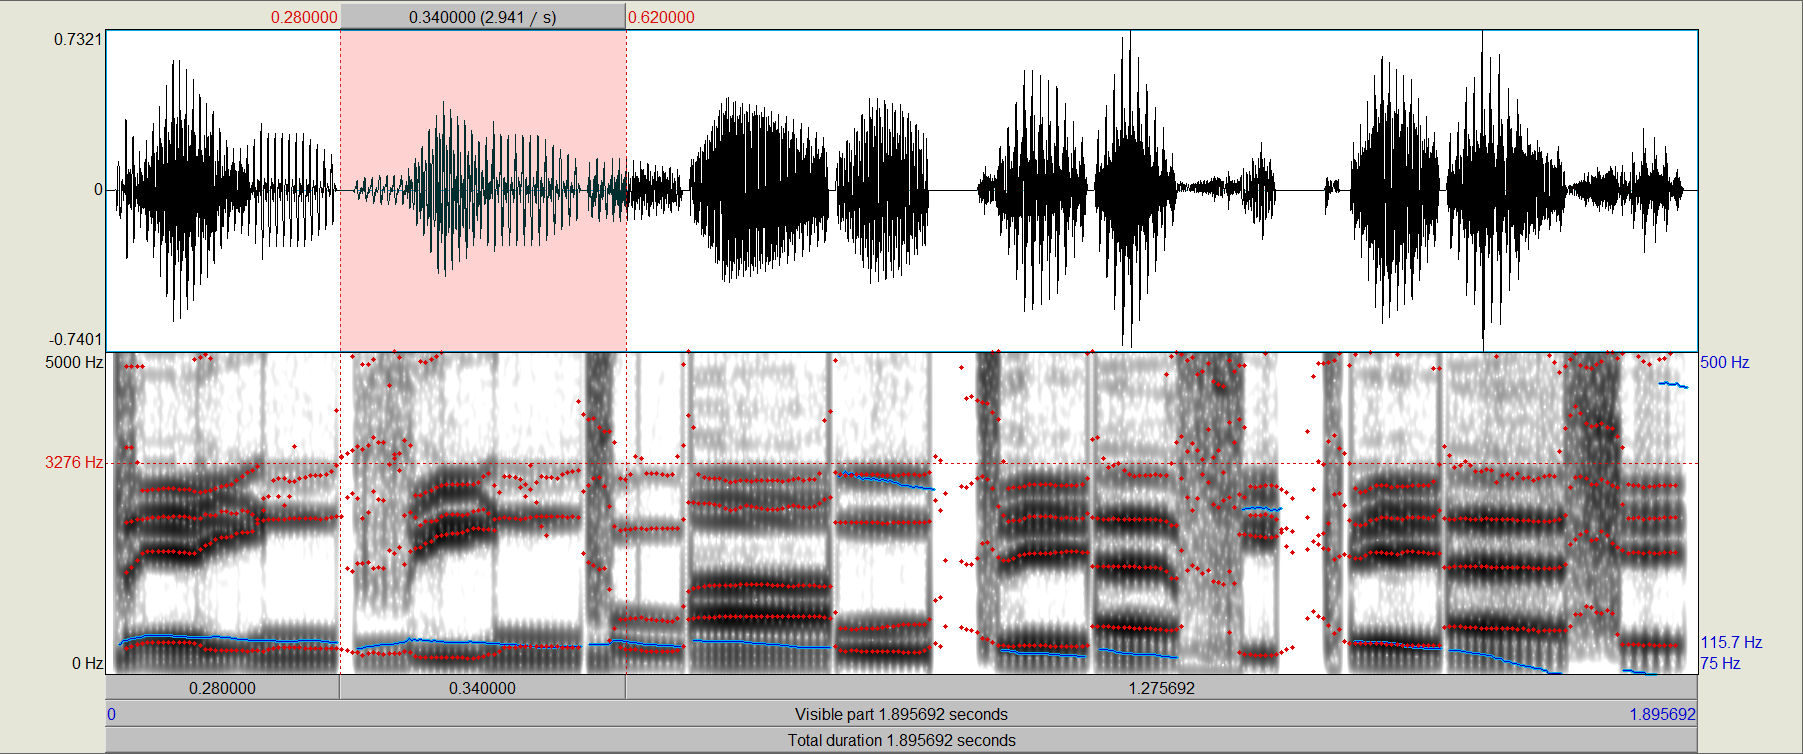 0.280000 0.340000 (2.941 / s) 0.620000
0.7321
0
-0.7401
5000 Hz 500 Hz
3276 Hz
115.7 Hz
0 Hz 75 Hz
0.280000 0.340000 1.275692
0 Visible part 1.895692 seconds 1.895692
Total duration 1.895692 seconds